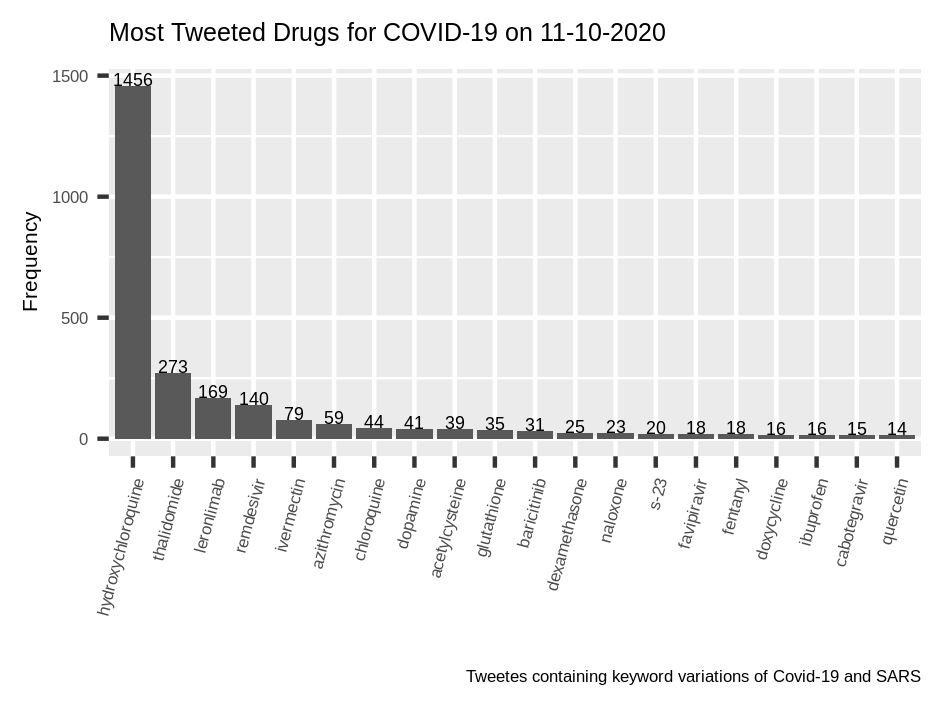 Most Tweeted Drugs for COVID-19 on 11-10-2020
Frequency
1500
1000
500
0
1456
273
169
140
79
59
44
41
39
35
31
25
23
20
18
18
16
16
15
14
hydroxychloroquine
thalidomide
leronlimab
remdesivir
ivermectin
azithromycin
chloroquine
dopamine
acetylcysteine
glutathione
baricitinib
dexamethasone
naloxone
s-23
favipiravir
fentanyl
doxycycline
ibuprofen
cabotegravir
quercetin
Tweetes containing keyword variations of Covid-19 and SARS